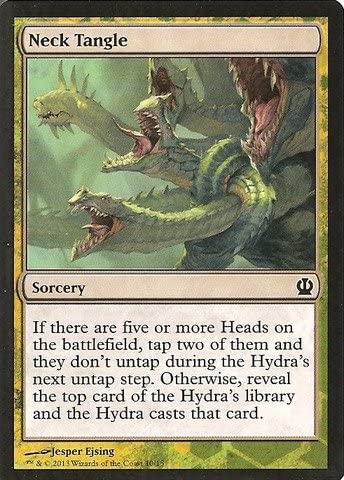 Neck Tangle
Sorcery
If there are five or more Heads on
the battlefield, tap two of them and
they don't untap during the Hydra's
next untap step. Otherwise, reveal
the top card of the Hydra's library
and the Hydra casts that card.
Jesper Ejsing
™ & © 2013 Wizards of the Coast 10/15